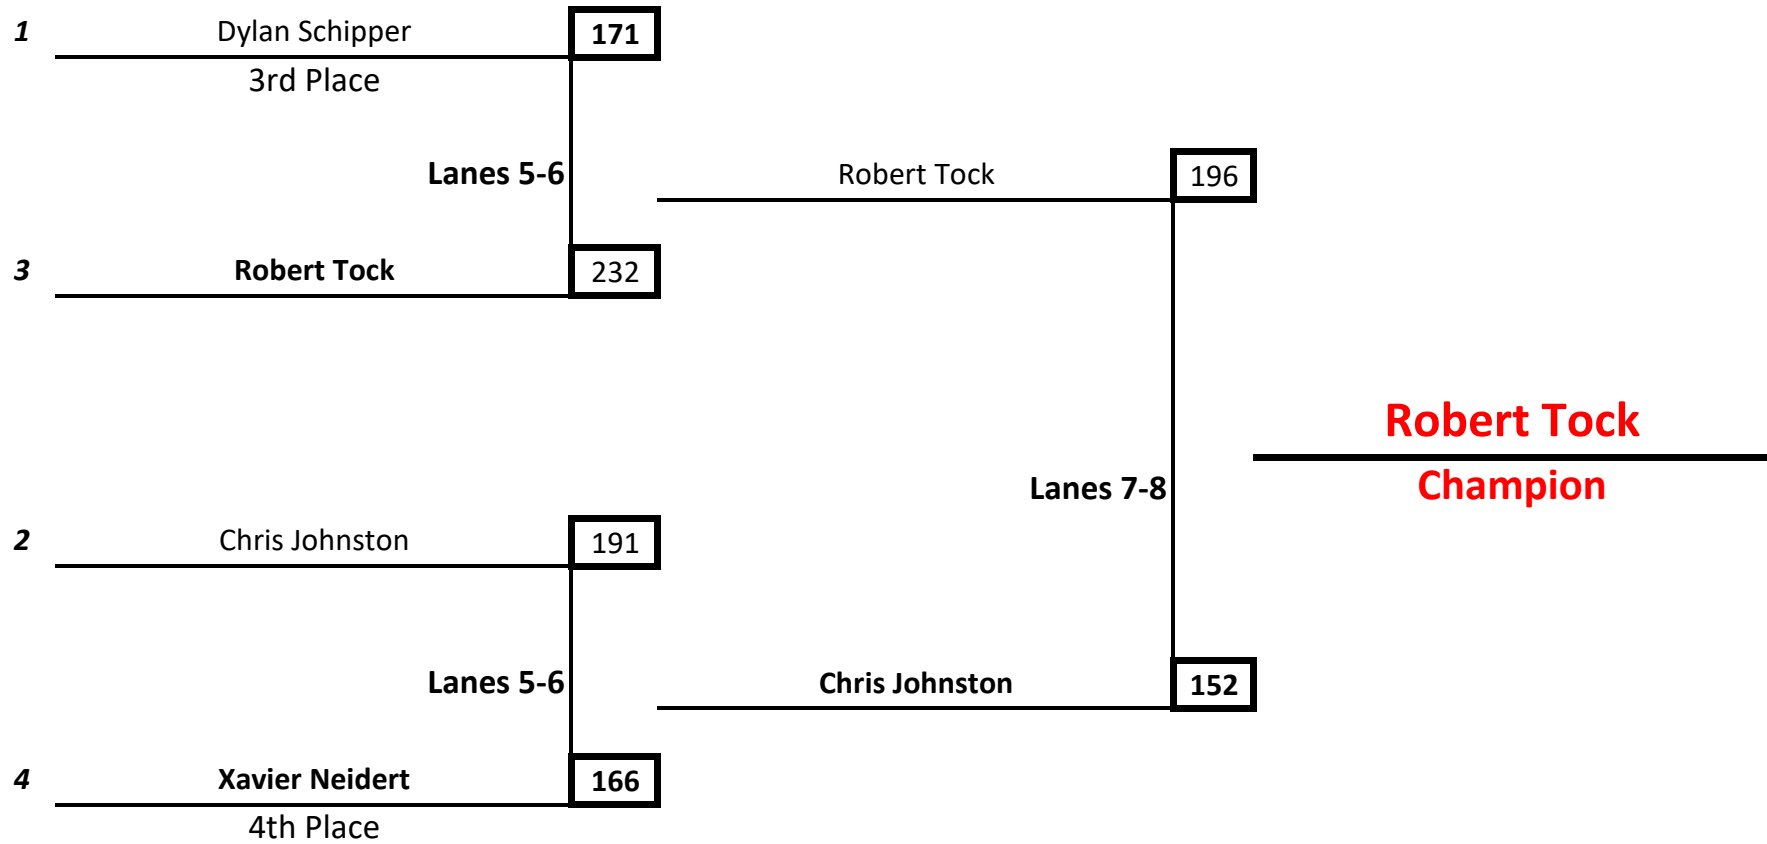 1 Dylan Schipper 171
3rd Place
Lanes 5-6 Robert Tock 196
3 Robert Tock 232
Robert Tock
Champion
Lanes 7-8
2 Chris Johnston 191
Lanes 5-6 Chris Johnston 152
4 Xavier Neidert 166
4th Place